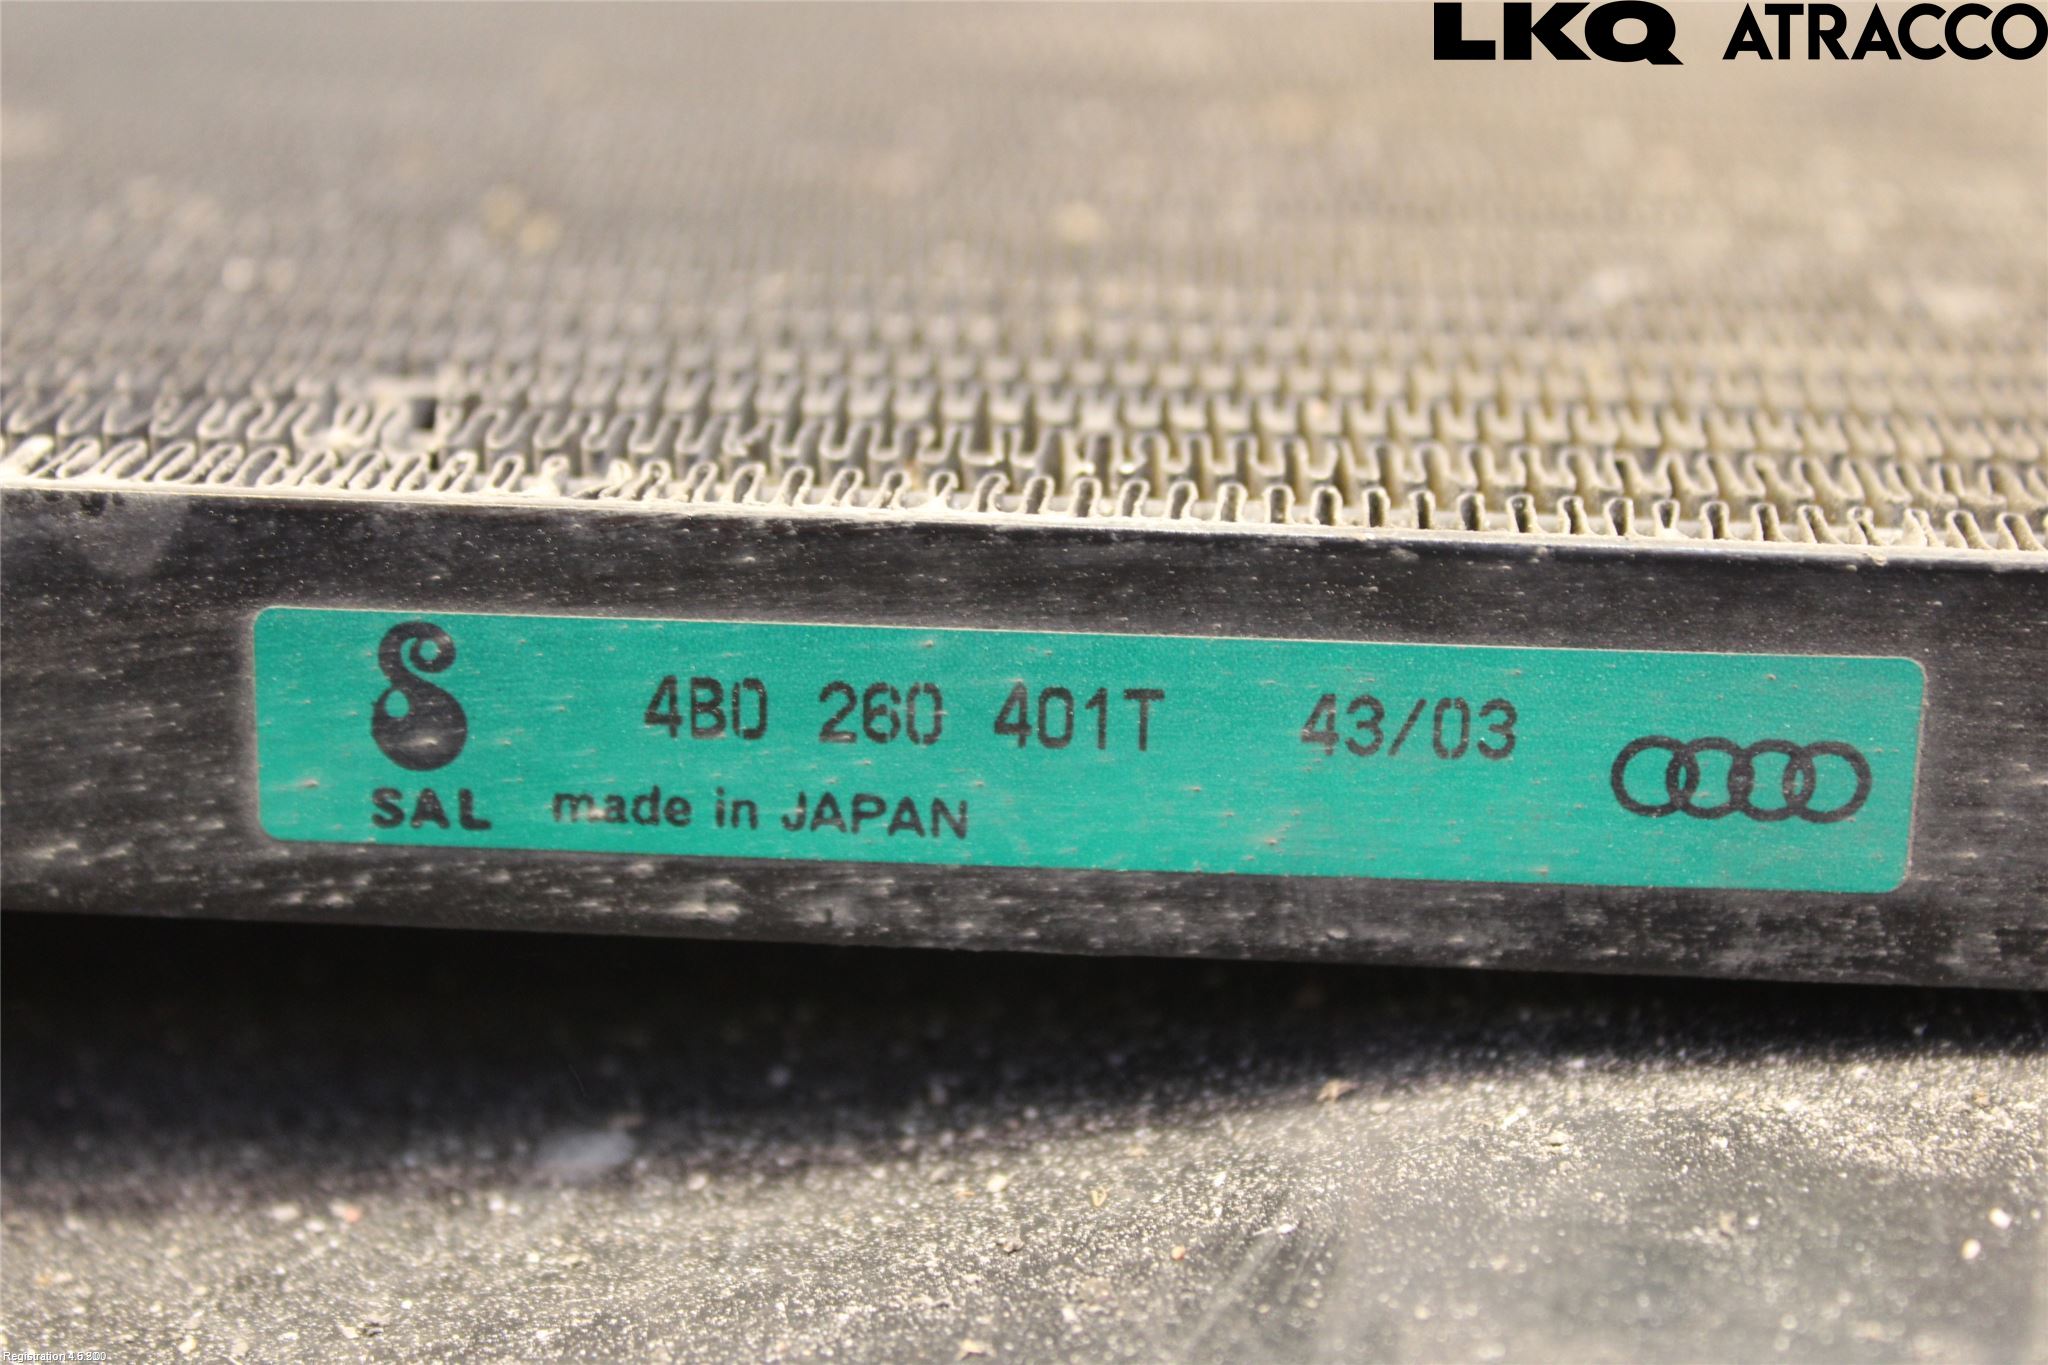 LKQ ATRACCO
4B0 260 401T 43/03
SAL made in JAPAN